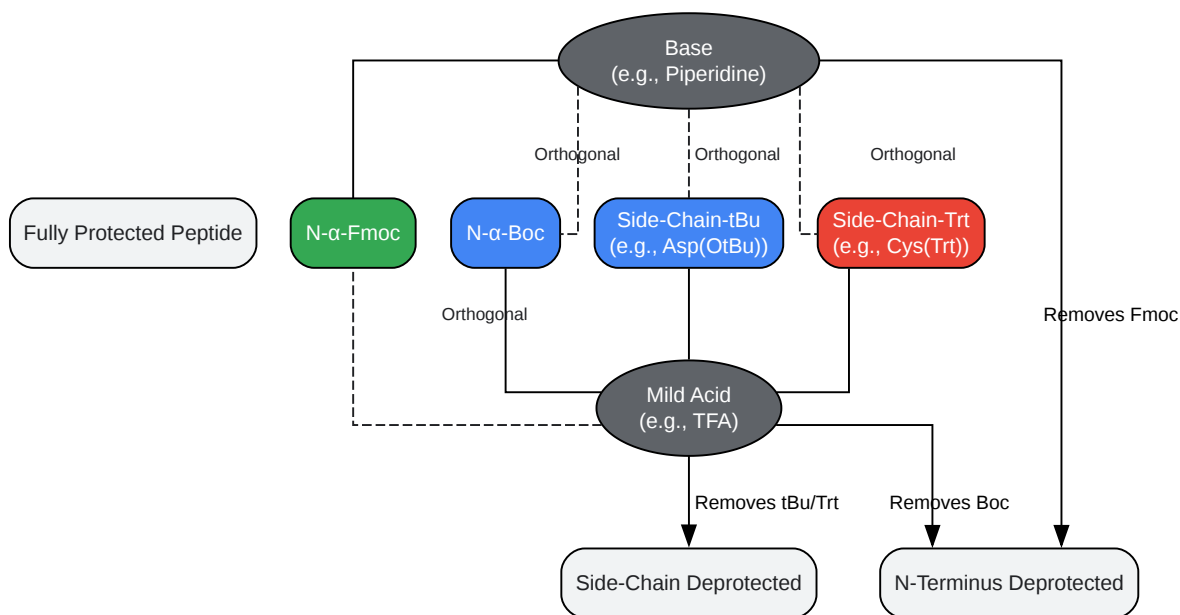 Base
(e.g., Piperidine)
Orthogonal
Orthogonal
Orthogonal
Fully Protected Peptide
N-α-Fmoc
N-α-Boc
Side-Chain-tBu
(e.g., Asp(OtBu))
Side-Chain-Trt
(e.g., Cys(Trt))
Orthogonal
Removes Fmoc
Mild Acid
(e.g., TFA)
Removes tBu/Trt
Removes Boc
Side-Chain Deprotected
N-Terminus Deprotected